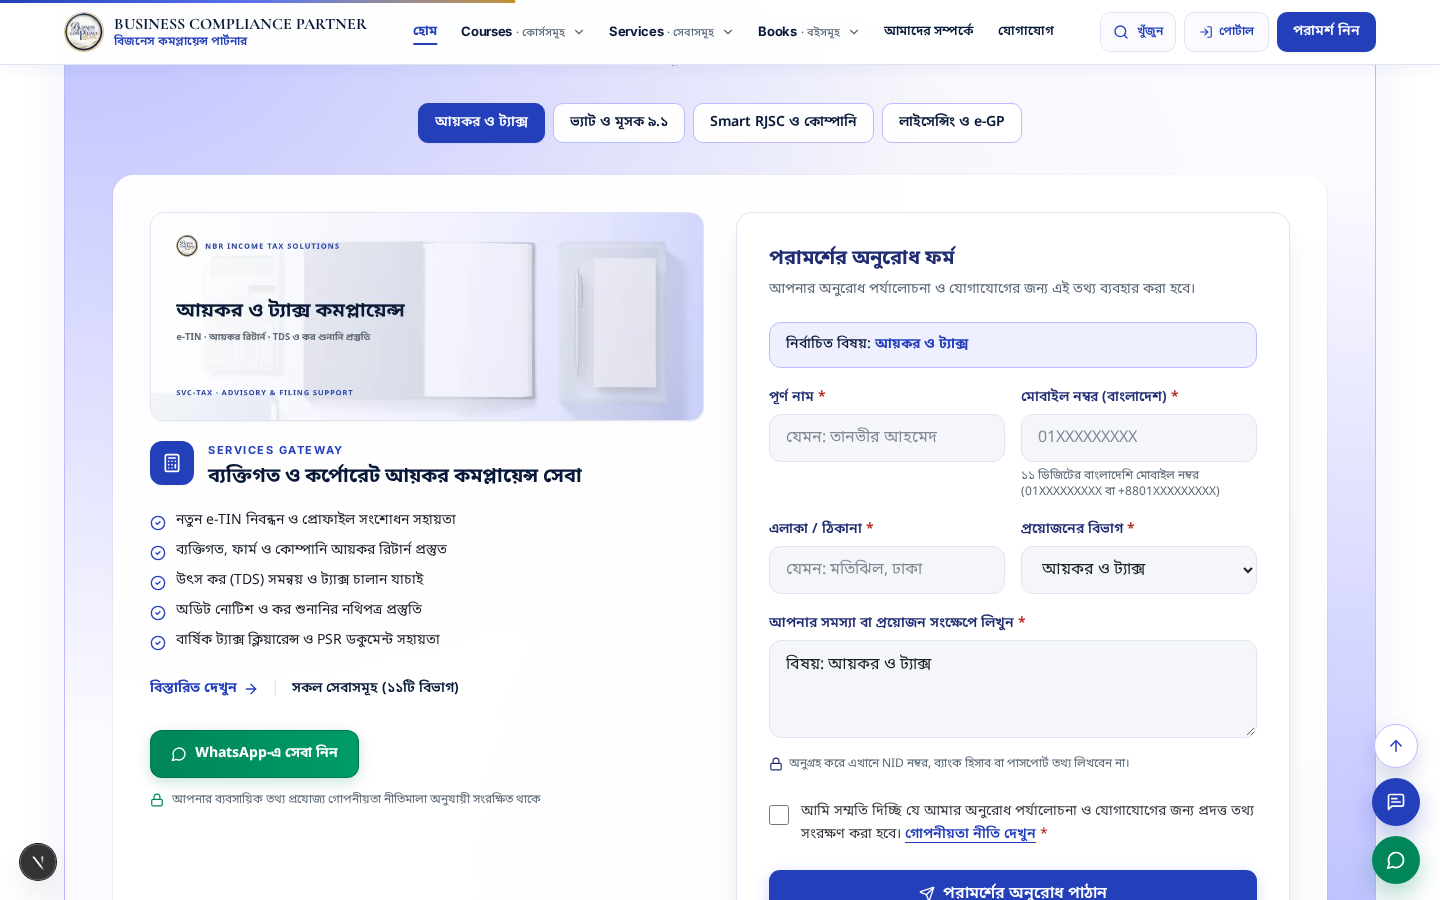 BUSINESS COMPLIANCE PARTNER
বিজনেস কমপ্লায়েন্স পার্টনার
হোম
Courses · কোর্সসমূহ
Services · সেবাসমূহ
Books · বইসমূহ
আমাদের সম্পর্কে
যোগাযোগ
খুঁজুন
পোর্টাল
পরামর্শ নিন
আয়কর ও ট্যাক্স
ভ্যাট ও মূসক ৯.১
Smart RJSC ও কোম্পানি
লাইসেন্সিং ও e-GP
NBR INCOME TAX SOLUTIONS
আয়কর ও ট্যাক্স কমপ্লায়েন্স
e-TIN · আয়কর রিটার্ন · TDS ও কর শুনানি প্রস্তুতি
SVC-TAX · ADVISORY & FILING SUPPORT
SERVICES GATEWAY
ব্যক্তিগত ও কর্পোরেট আয়কর কমপ্লায়েন্স সেবা
নতুন e-TIN নিবন্ধন ও প্রোফাইল সংশোধন সহায়তা
ব্যক্তিগত, ফার্ম ও কোম্পানি আয়কর রিটার্ন প্রস্তুত
উৎস কর (TDS) সমন্বয় ও ট্যাক্স চালান যাচাই
অডিট নোটিশ ও কর শুনানির নথিপত্র প্রস্তুতি
বার্ষিক ট্যাক্স ক্লিয়ারেন্স ও PSR ডকুমেন্ট সহায়তা
বিস্তারিত দেখুন
সকল সেবাসমূহ (১১টি বিভাগ)
WhatsApp-এ সেবা নিন
আপনার ব্যবসায়িক তথ্য প্রযোজ্য গোপনীয়তা নীতিমালা অনুযায়ী সংরক্ষিত থাকে
পরামর্শের অনুরোধ ফর্ম
আপনার অনুরোধ পর্যালোচনা ও যোগাযোগের জন্য এই তথ্য ব্যবহার করা হবে।
নির্বাচিত বিষয়: আয়কর ও ট্যাক্স
পূর্ণ নাম *
মোবাইল নম্বর (বাংলাদেশ) *
যেমন: তানভীর আহমেদ
01XXXXXXXXX
১১ ডিজিটের বাংলাদেশি মোবাইল নম্বর
(01XXXXXXXXX বা +8801XXXXXXXXX)
এলাকা / ঠিকানা *
প্রয়োজনের বিভাগ *
যেমন: মতিঝিল, ঢাকা
আয়কর ও ট্যাক্স
আপনার সমস্যা বা প্রয়োজন সংক্ষেপে লিখুন *
বিষয়: আয়কর ও ট্যাক্স
অনুগ্রহ করে এখানে NID নম্বর, ব্যাংক হিসাব বা পাসপোর্ট তথ্য লিখবেন না।
আমি সম্মতি দিচ্ছি যে আমার অনুরোধ পর্যালোচনা ও যোগাযোগের জন্য প্রদত্ত তথ্য
সংরক্ষণ করা হবে। গোপনীয়তা নীতি দেখুন *
পরামর্শের অনুরোধ পাঠান